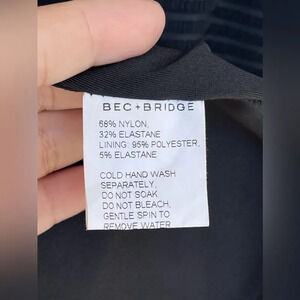 BEC + BRIDGE
68% NYLON,
32% ELASTANE
LINING: 95% POLYESTER,
5% ELASTANE
COLD HAND WASH
SEPARATELY,
DO NOT SOAK
DO NOT BLEACH,
GENTLE SPIN TO
REMOVE WATER